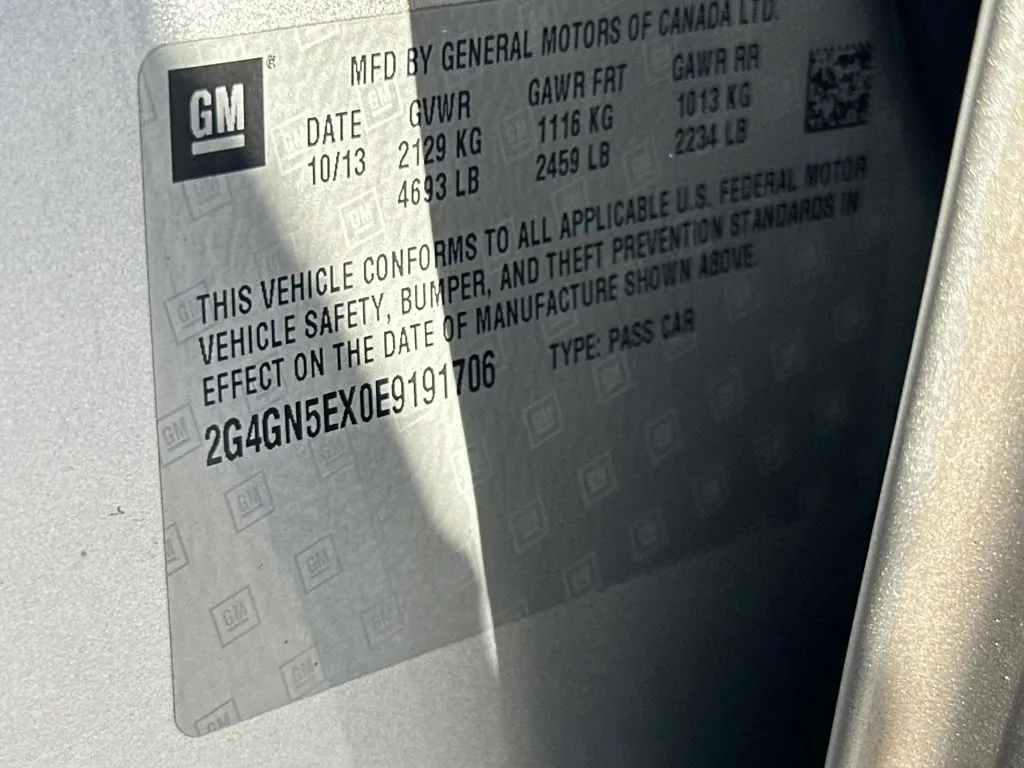 GM ®
MFD BY GENERAL MOTORS OF CANADA LTD.
DATE GVWR GAWR FRT GAWR RR
10/13 2129 KG 1116 KG 1013 KG
4693 LB 2459 LB 2234 LB
THIS VEHICLE CONFORMS TO ALL APPLICABLE U.S. FEDERAL MOTOR
VEHICLE SAFETY, BUMPER, AND THEFT PREVENTION STANDARDS IN
EFFECT ON THE DATE OF MANUFACTURE SHOWN ABOVE.
2G4GN5EX0E9191706 TYPE: PASS CAR